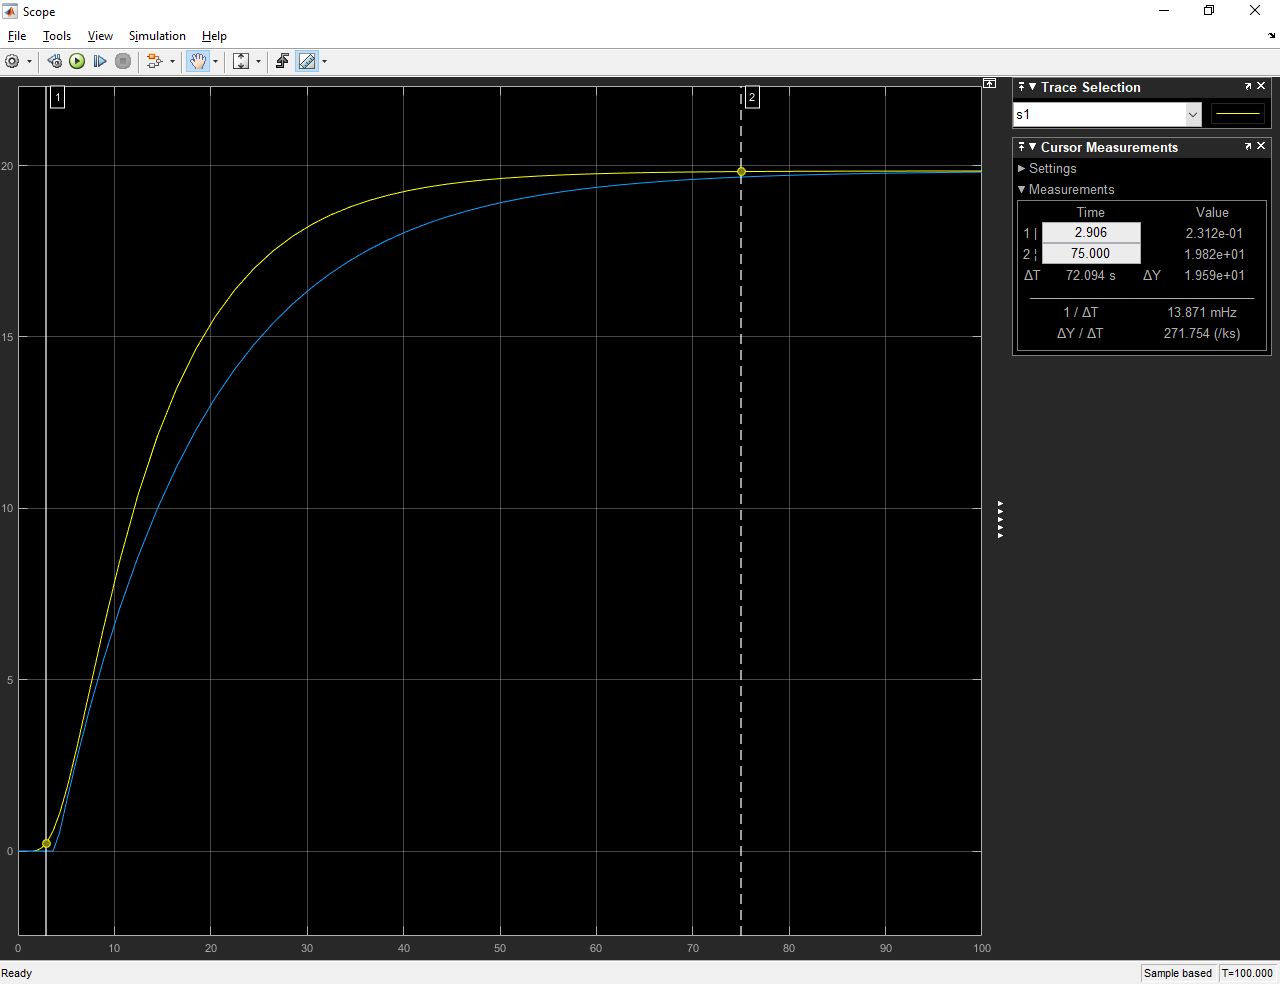 Scope
File Tools View Simulation Help
1
2
20
15
10
5
0
0 10 20 30 40 50 60 70 80 90 100
Trace Selection
s1
Cursor Measurements
Settings
Measurements
Time Value
1 | 2.906 2.312e-01
2 ¦ 75.000 1.982e+01
ΔT 72.094 s ΔY 1.959e+01
1 / ΔT 13.871 mHz
ΔY / ΔT 271.754 (/ks)
Ready Sample based T=100.000